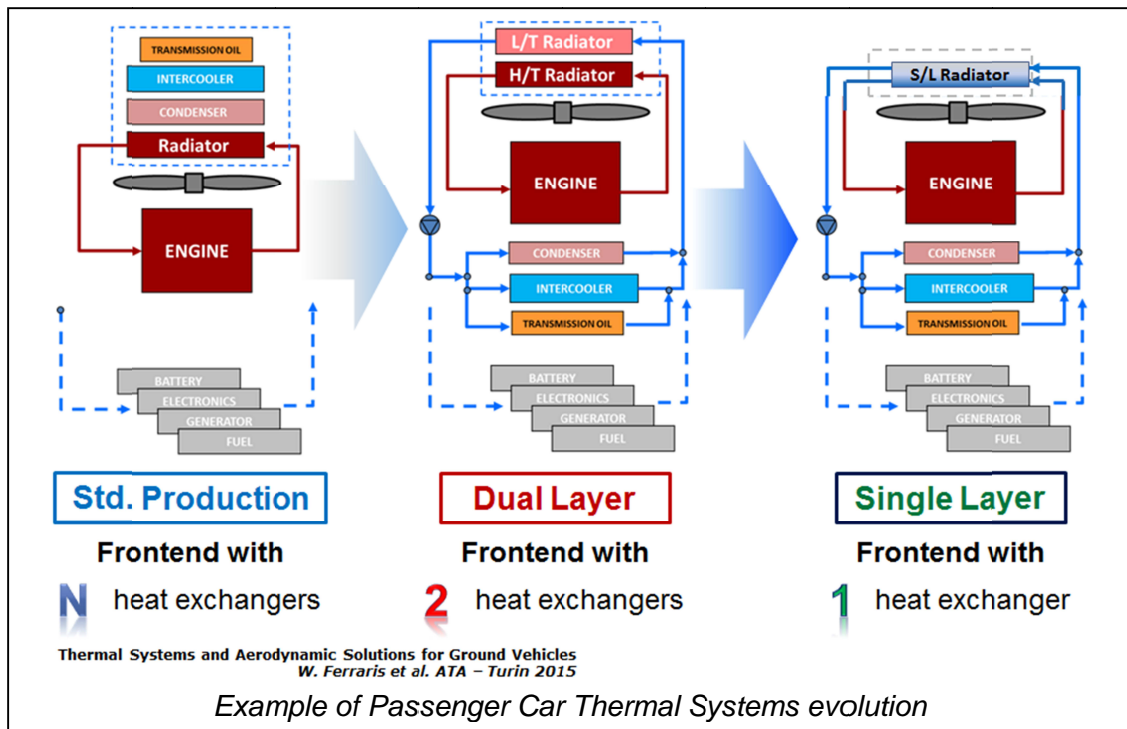 TRANSMISSION OIL
INTERCOOLER
CONDENSER
Radiator
ENGINE
BATTERY
ELECTRONICS
GENERATOR
FUEL
Std. Production
Frontend with
N heat exchangers
L/T Radiator
H/T Radiator
ENGINE
CONDENSER
INTERCOOLER
TRANSMISSION OIL
BATTERY
ELECTRONICS
GENERATOR
FUEL
Dual Layer
Frontend with
2 heat exchangers
S/L Radiator
ENGINE
CONDENSER
INTERCOOLER
TRANSMISSION OIL
BATTERY
ELECTRONICS
GENERATOR
FUEL
Single Layer
Frontend with
1 heat exchanger
Thermal Systems and Aerodynamic Solutions for Ground Vehicles
W. Ferraris et al. ATA – Turin 2015
Example of Passenger Car Thermal Systems evolution